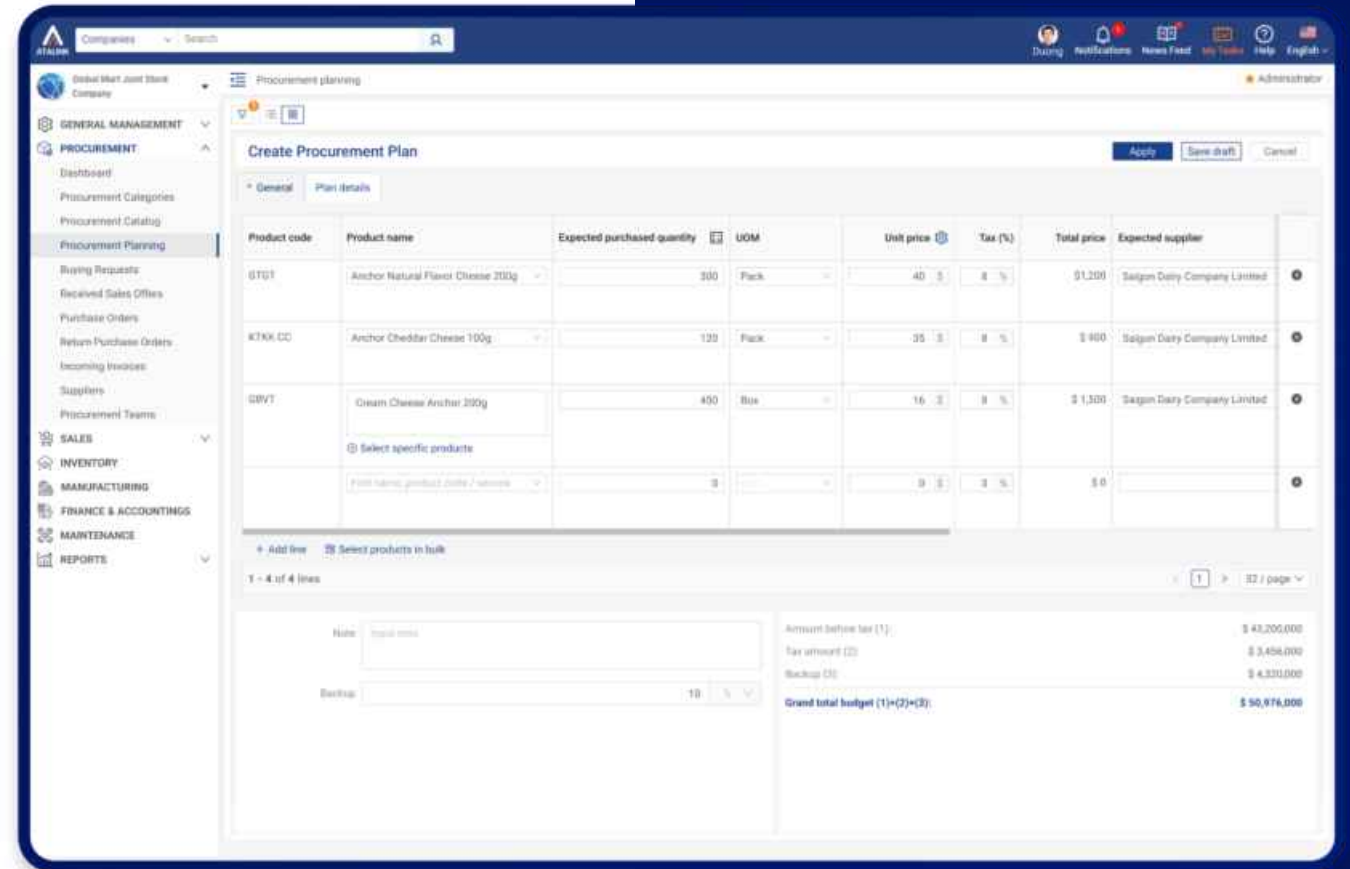 ATALINK
Companies
Search
Duong
Notifications
News Feed
My Tasks
Help
English
Global Mart Joint Stock
Company
Procurement planning
Administrator
GENERAL MANAGEMENT
PROCUREMENT
Dashboard
Procurement Categories
Procurement Catalog
Procurement Planning
Buying Requests
Received Sales Offers
Purchase Orders
Return Purchase Orders
Incoming Invoices
Suppliers
Procurement Teams
SALES
INVENTORY
MANUFACTURING
FINANCE & ACCOUNTINGS
MAINTENANCE
REPORTS
Create Procurement Plan
Apply
Save draft
Cancel
* General
Plan details
Product code Product name Expected purchased quantity UOM Unit price Tax (%) Total price Expected supplier
GTGT Anchor Natural Flavor Cheese 200g 300 Pack 40 $ 8 % $1,200 Saigon Dairy Company Limited
KTKK.CC Anchor Cheddar Cheese 100g 120 Pack 35 $ 8 % Saigon Dairy Company Limited
GBVT Cream Cheese Anchor 200g 400 Box 16 $ 8 % $ 1,500 Saigon Dairy Company Limited
Select specific products
0 0 $ % $ 0
+ Add line Select products in bulk
1 - 4 of 4 lines
1
32 / page
Note Input note
Backup 10 %
Amount before tax (1): $ 43,200,000
Tax amount (2): $ 3,456,000
Backup (3): $ 4,320,000
Grand total budget (1)+(2)+(3): $ 50,976,000